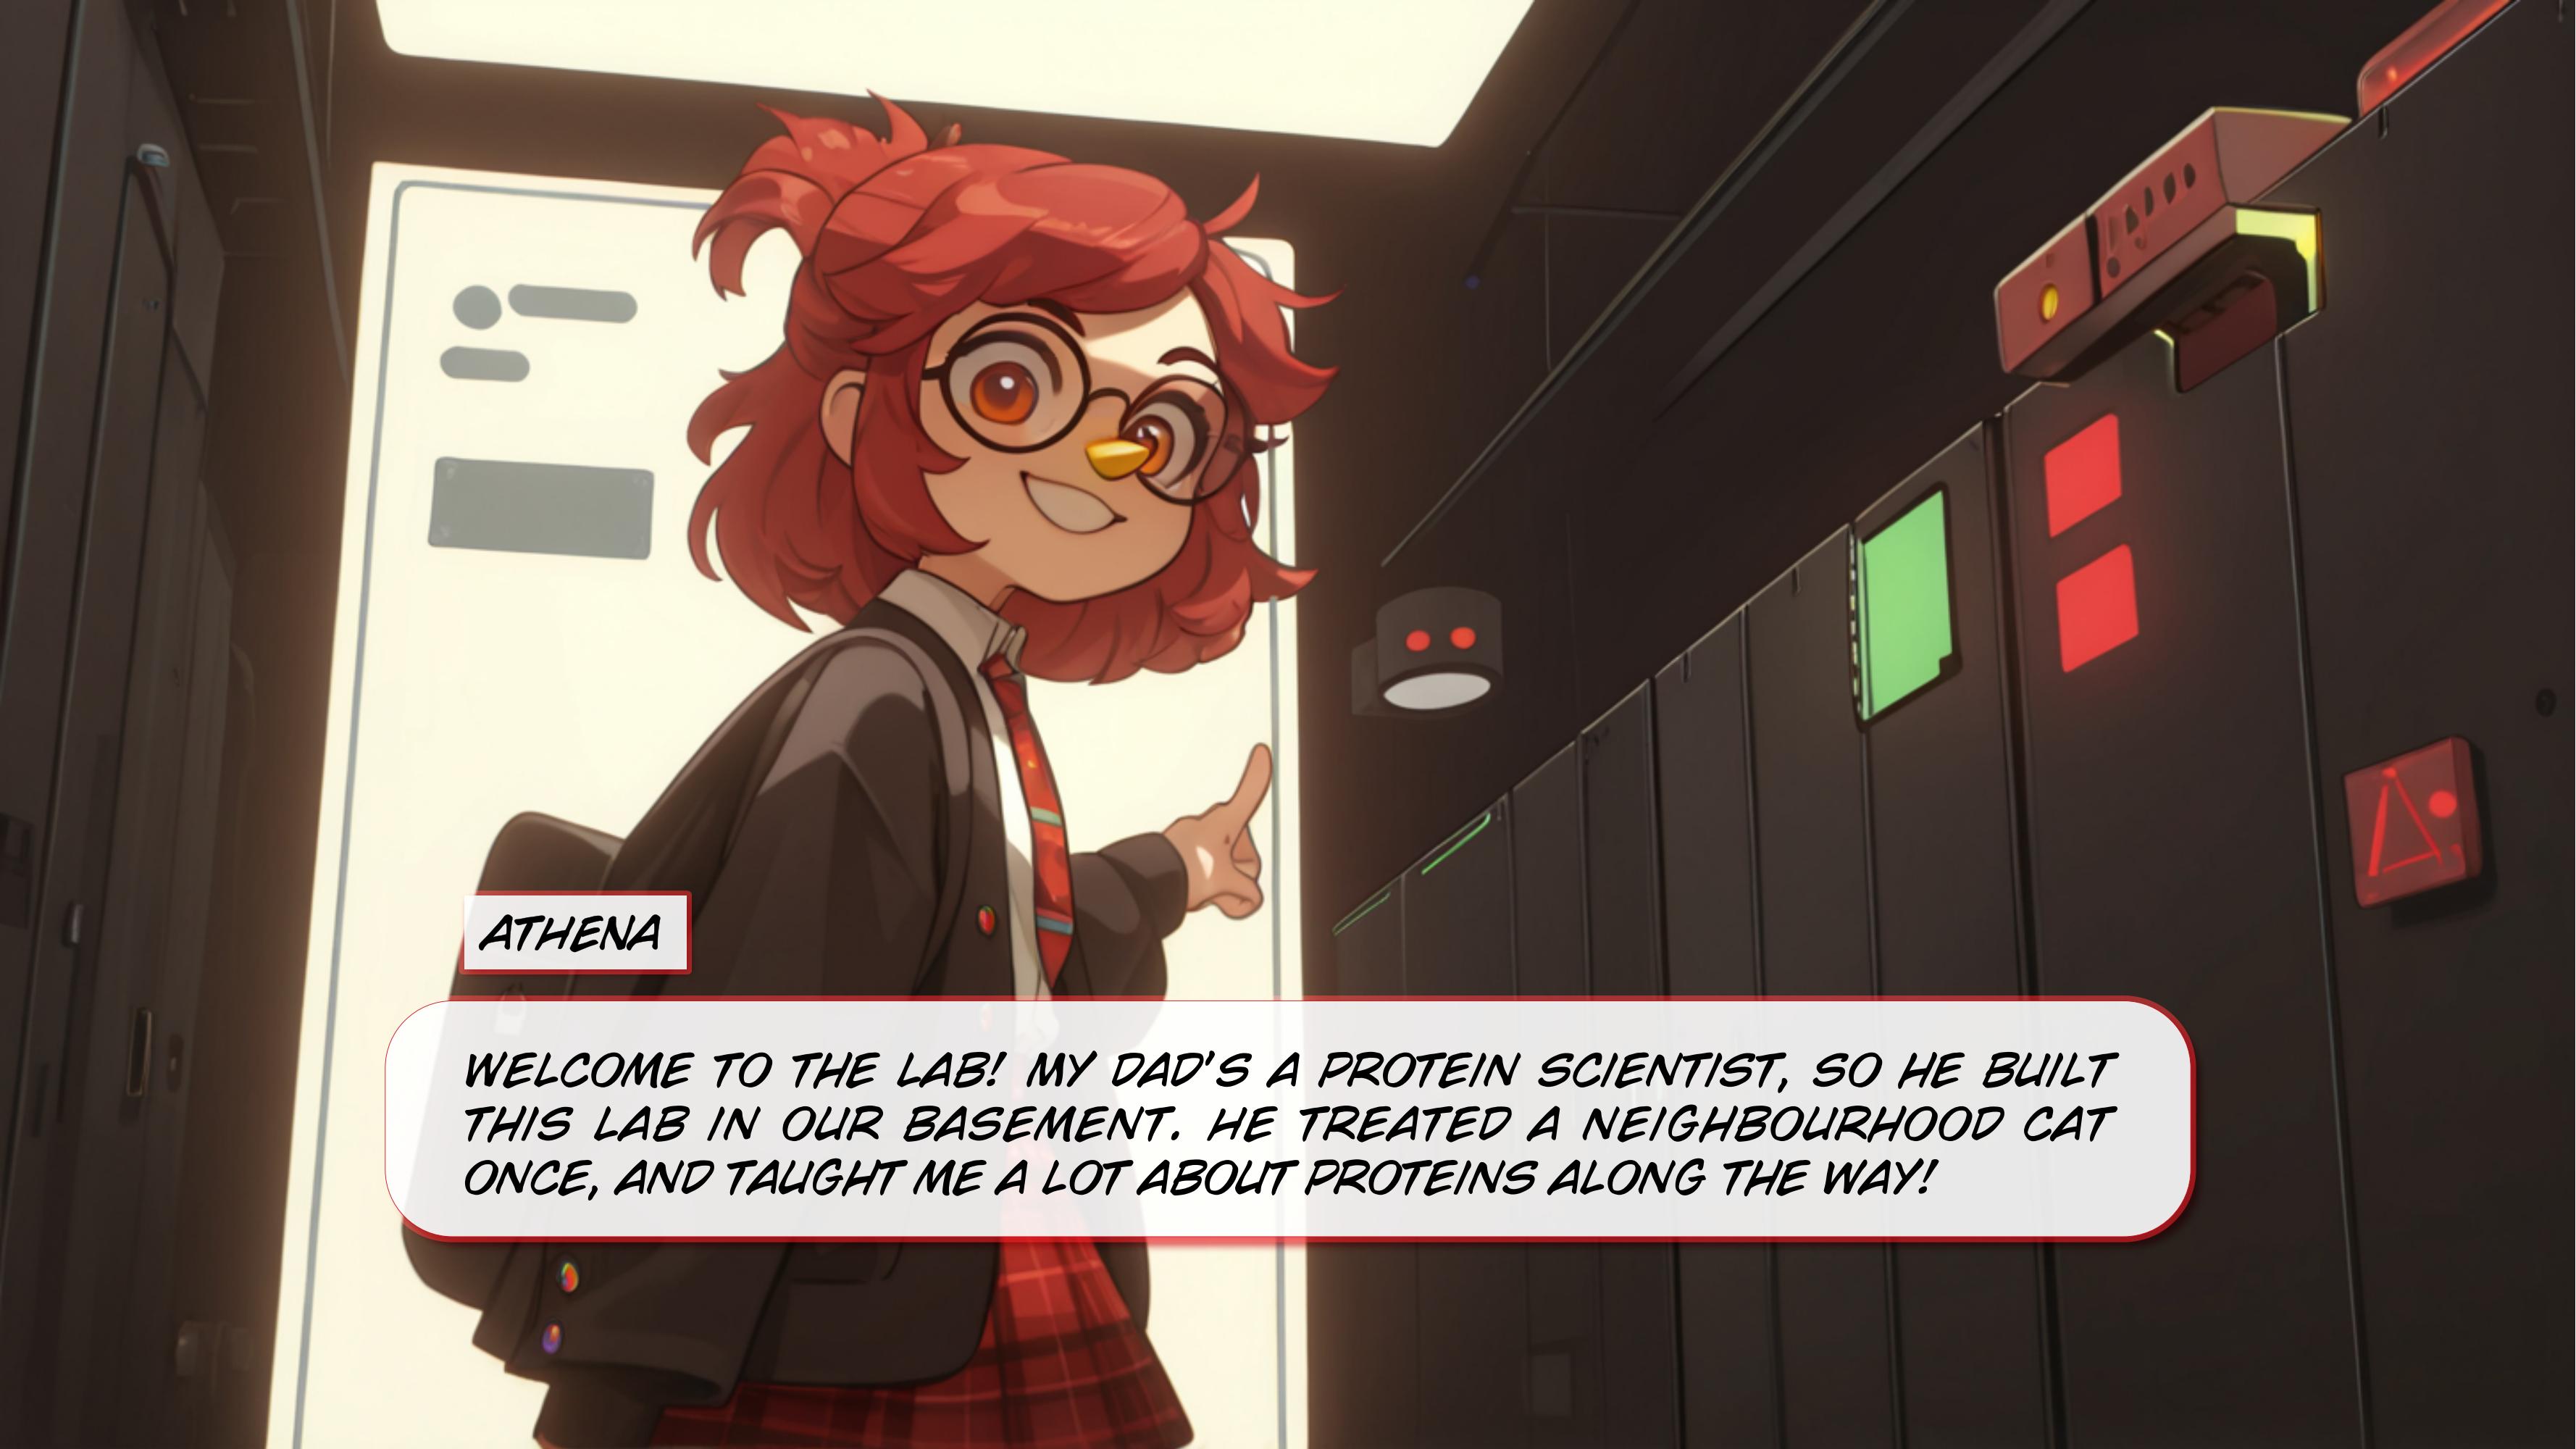 ATHENA
WELCOME TO THE LAB! MY DAD'S A PROTEIN SCIENTIST, SO HE BUILT
THIS LAB IN OUR BASEMENT. HE TREATED A NEIGHBOURHOOD CAT
ONCE, AND TAUGHT ME A LOT ABOUT PROTEINS ALONG THE WAY!